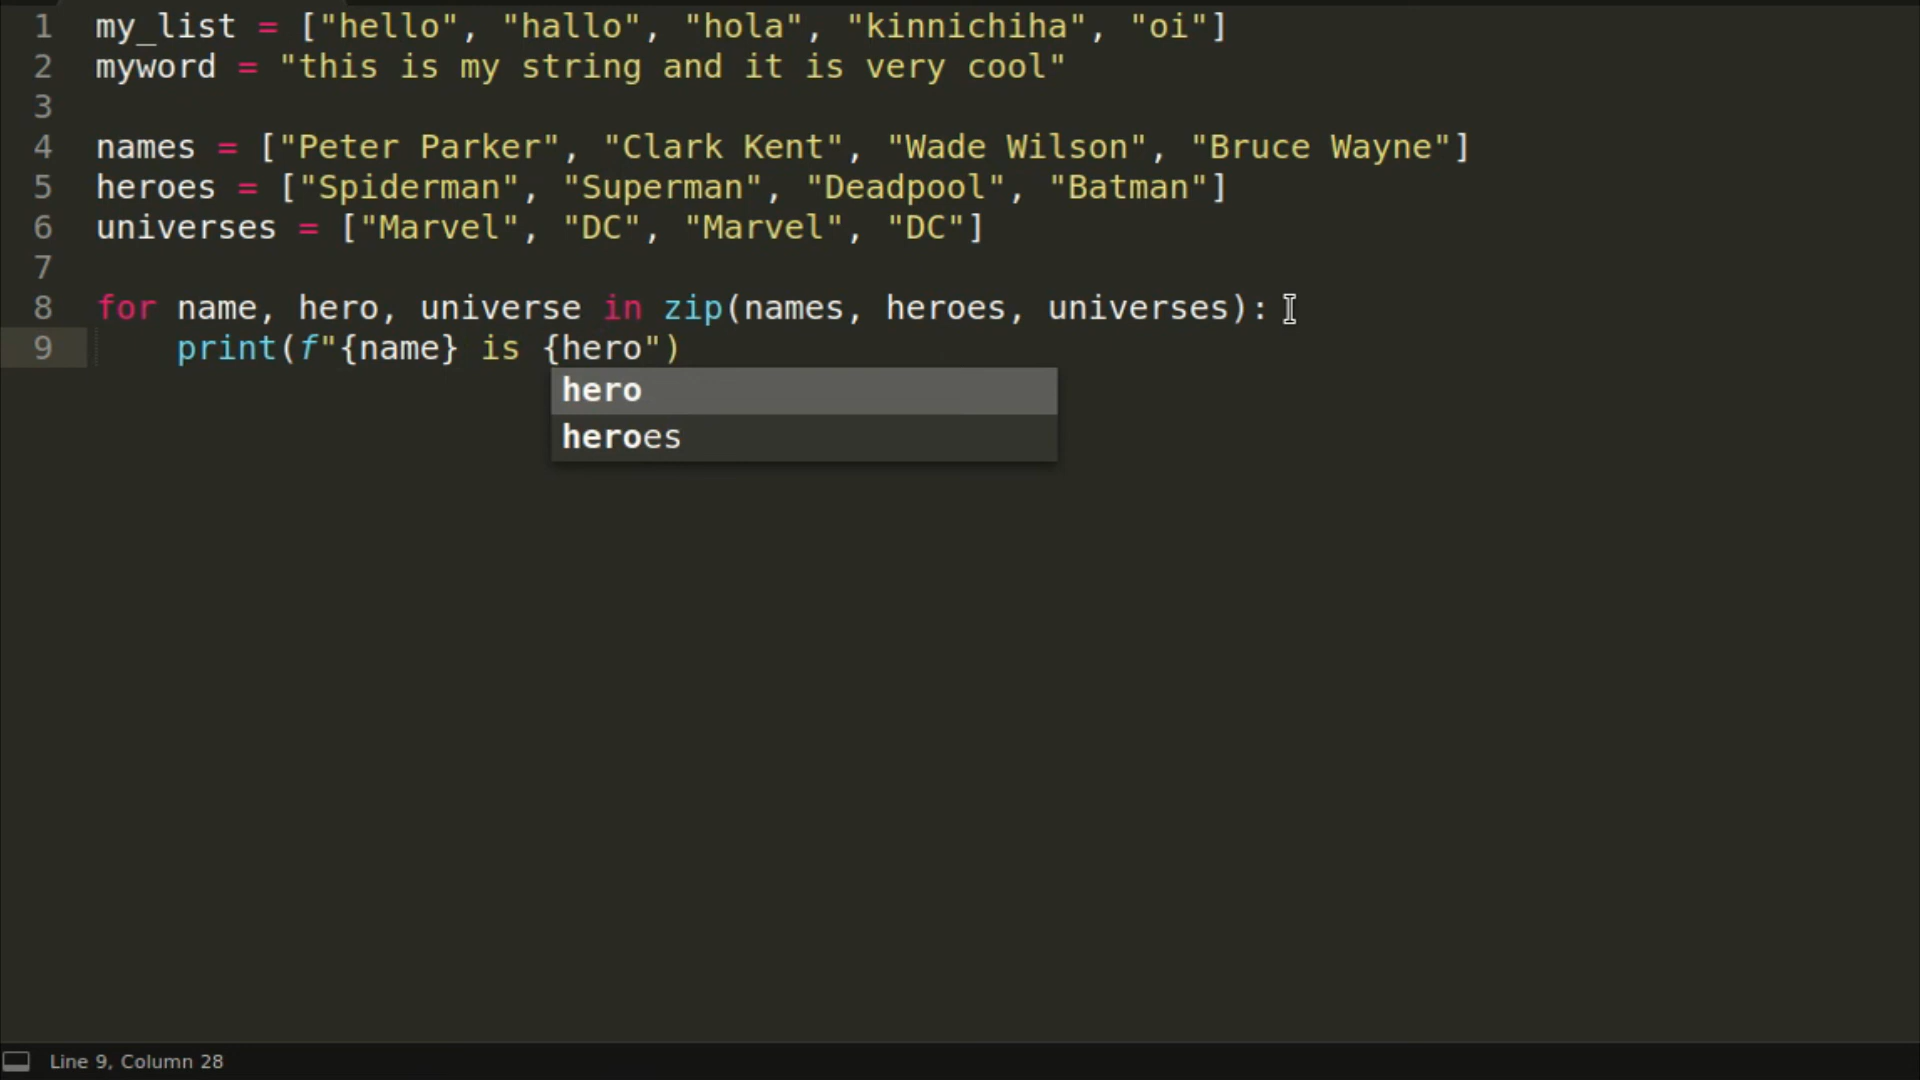 1 my_list = ["hello", "hallo", "hola", "kinnichiha", "oi"]
2 myword = "this is my string and it is very cool"
3
4 names = ["Peter Parker", "Clark Kent", "Wade Wilson", "Bruce Wayne"]
5 heroes = ["Spiderman", "Superman", "Deadpool", "Batman"]
6 universes = ["Marvel", "DC", "Marvel", "DC"]
7
8 for name, hero, universe in zip(names, heroes, universes):
9     print(f"{name} is {hero")
hero
heroes
Line 9, Column 28